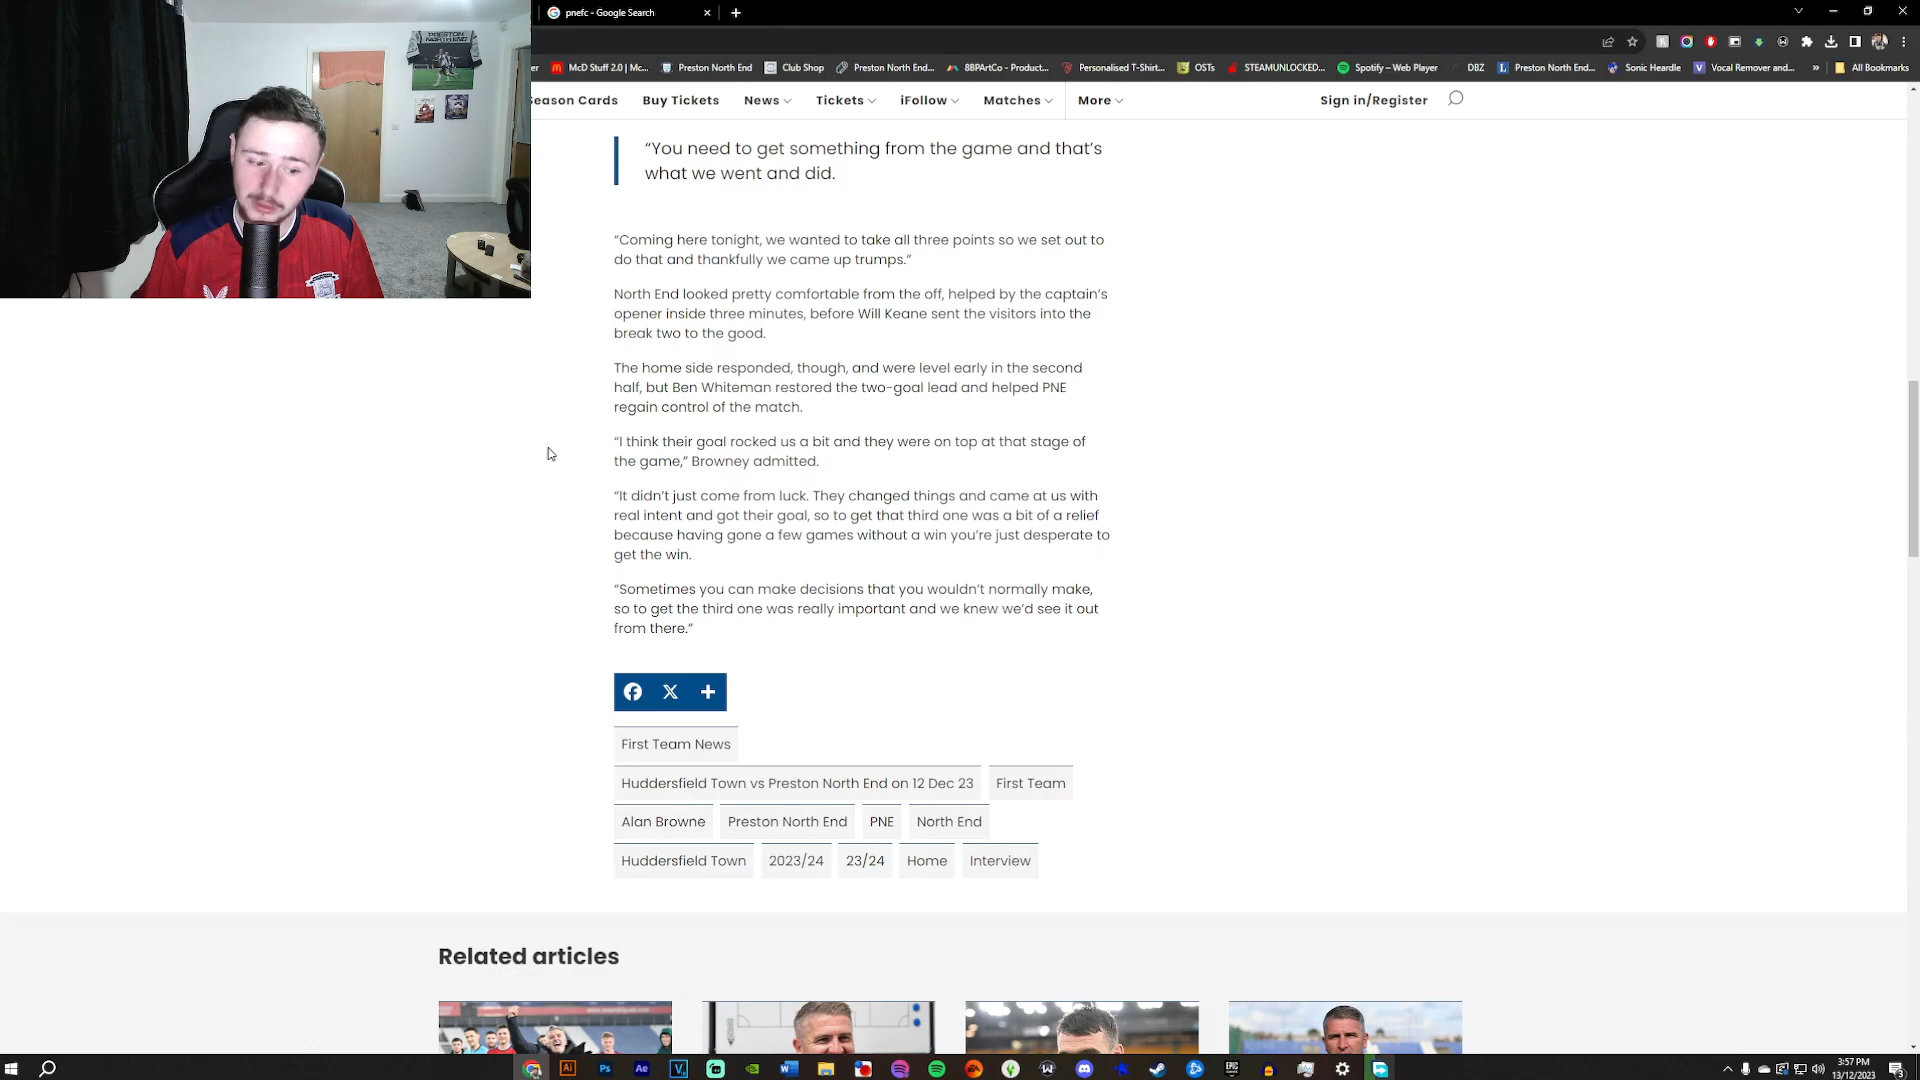 pnefc - Google Search
er
McD Stuff 2.0 | Mc...
Preston North End
Club Shop
Preston North End...
8BPArtCo - Product...
Personalised T-Shirt...
OSTs
STEAMUNLOCKED...
Spotify – Web Player
DBZ
Preston North End...
Sonic Heardle
Vocal Remover and...
»
All Bookmarks
PRESTON
NORTH END
Season Cards
Buy Tickets
News
Tickets
iFollow
Matches
More
Sign in/Register
“You need to get something from the game and that’s
what we went and did.
“Coming here tonight, we wanted to take all three points so we set out to
do that and thankfully we came up trumps.”
North End looked pretty comfortable from the off, helped by the captain’s
opener inside three minutes, before Will Keane sent the visitors into the
break two to the good.
The home side responded, though, and were level early in the second
half, but Ben Whiteman restored the two-goal lead and helped PNE
regain control of the match.
“I think their goal rocked us a bit and they were on top at that stage of
the game,” Browney admitted.
“It didn’t just come from luck. They changed things and came at us with
real intent and got their goal, so to get that third one was a bit of a relief
because having gone a few games without a win you’re just desperate to
get the win.
“Sometimes you can make decisions that you wouldn’t normally make,
so to get the third one was really important and we knew we’d see it out
from there.”
First Team News
Huddersfield Town vs Preston North End on 12 Dec 23
First Team
Alan Browne
Preston North End
PNE
North End
Huddersfield Town
2023/24
23/24
Home
Interview
Related articles
3:57 PM
13/12/2023